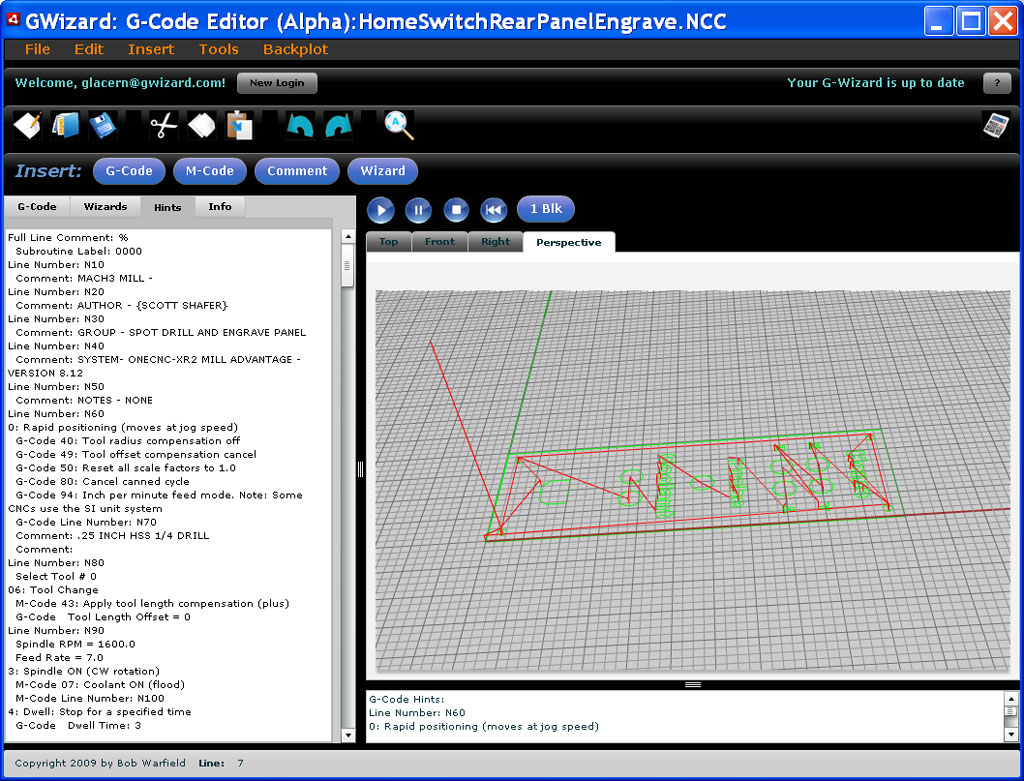 GWizard: G-Code Editor (Alpha):HomeSwitchRearPanelEngrave.NCC
File Edit Insert Tools Backplot
Welcome, glacern@gwizard.com! New Login Your G-Wizard is up to date ?
Insert: G-Code M-Code Comment Wizard
G-Code Wizards Hints Info
1 Blk
Top Front Right Perspective
Full Line Comment: %
Subroutine Label: 0000
Line Number: N10
Comment: MACH3 MILL -
Line Number: N20
Comment: AUTHOR - {SCOTT SHAFER}
Line Number: N30
Comment: GROUP - SPOT DRILL AND ENGRAVE PANEL
Line Number: N40
Comment: SYSTEM- ONECNC-XR2 MILL ADVANTAGE -
VERSION 8.12
Line Number: N50
Comment: NOTES - NONE
Line Number: N60
0: Rapid positioning (moves at jog speed)
G-Code 40: Tool radius compensation off
G-Code 49: Tool offset compensation cancel
G-Code 50: Reset all scale factors to 1.0
G-Code 80: Cancel canned cycle
G-Code 94: Inch per minute feed mode. Note: Some
CNCs use the SI unit system
G-Code Line Number: N70
Comment: .25 INCH HSS 1/4 DRILL
Comment:
Line Number: N80
Select Tool # 0
06: Tool Change
M-Code 43: Apply tool length compensation (plus)
G-Code Tool Length Offset = 0
Line Number: N90
Spindle RPM = 1600.0
Feed Rate = 7.0
3: Spindle ON (CW rotation)
M-Code 07: Coolant ON (flood)
M-Code Line Number: N100
4: Dwell: Stop for a specified time
G-Code Dwell Time: 3
G-Code Hints:
Line Number: N60
0: Rapid positioning (moves at jog speed)
Copyright 2009 by Bob Warfield Line: 7